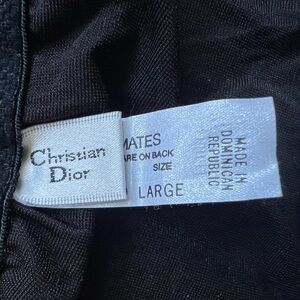 Christian
Dior
MATES
ARE ON BACK
SIZE
LARGE
MADE IN
DOMINICAN
REPUBLIC